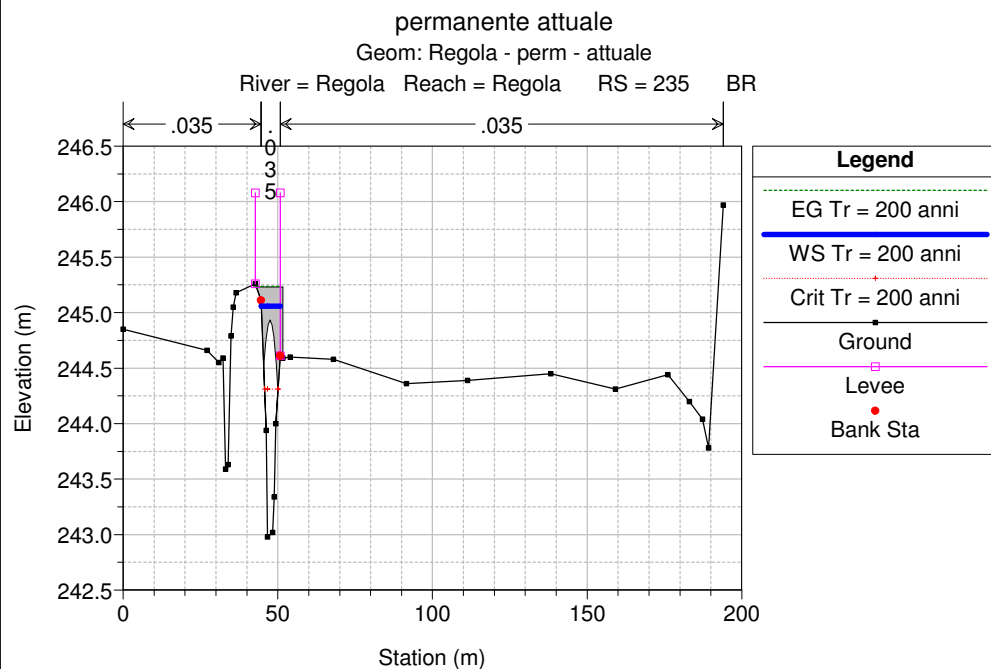 permanente attuale
Geom: Regola - perm - attuale
River = Regola Reach = Regola RS = 235 BR
.035
.035
.035
246.5
246.0
245.5
245.0
244.5
244.0
243.5
243.0
242.5
Elevation (m)
0
50
100
150
200
Station (m)
Legend
EG Tr = 200 anni
WS Tr = 200 anni
Crit Tr = 200 anni
Ground
Levee
Bank Sta